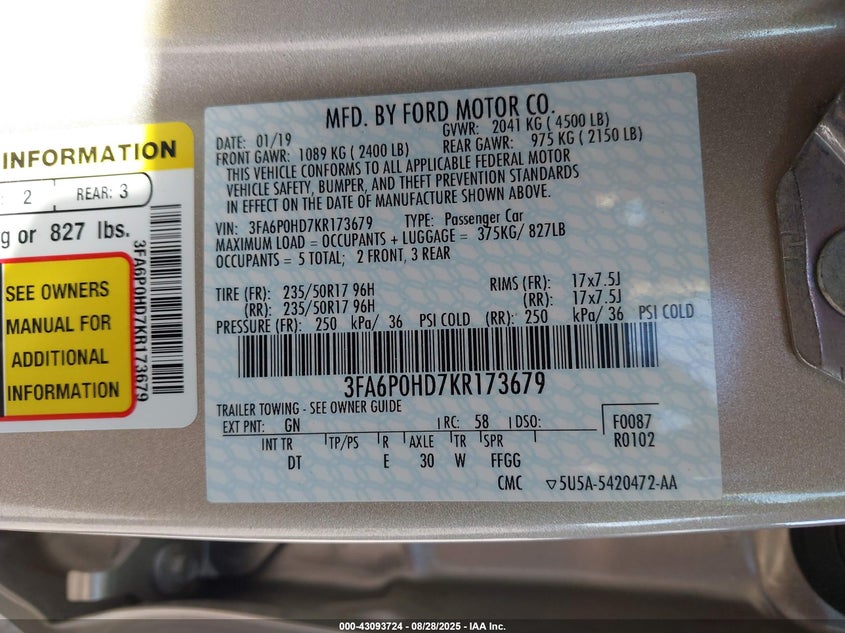 INFORMATION
: 2 REAR: 3
g or 827 lbs.
SEE OWNERS
MANUAL FOR
ADDITIONAL
INFORMATION
3FA6P0HD7KR173679
MFD. BY FORD MOTOR CO.
DATE: 01/19 GVWR: 2041 KG ( 4500 LB)
FRONT GAWR: 1089 KG ( 2400 LB) REAR GAWR: 975 KG ( 2150 LB)
THIS VEHICLE CONFORMS TO ALL APPLICABLE FEDERAL MOTOR
VEHICLE SAFETY, BUMPER, AND THEFT PREVENTION STANDARDS
IN EFFECT ON THE DATE OF MANUFACTURE SHOWN ABOVE.
VIN: 3FA6P0HD7KR173679 TYPE: Passenger Car
MAXIMUM LOAD = OCCUPANTS + LUGGAGE = 375KG/ 827LB
OCCUPANTS = 5 TOTAL; 2 FRONT, 3 REAR
TIRE (FR): 235/50R17 96H RIMS (FR): 17x7.5J
(RR): 235/50R17 96H (RR): 17x7.5J
PRESSURE (FR): 250 kPa/ 36 PSI COLD (RR): 250 kPa/ 36 PSI COLD
3FA6P0HD7KR173679
TRAILER TOWING - SEE OWNER GUIDE
EXT PNT: GN RC: 58 DSO: F0087
R0102
INT TR TP/PS R AXLE TR SPR
DT E 30 W FFGG
CMC ▽5U5A-5420472-AA
000-43093724 — 08/28/2025 - IAA Inc.